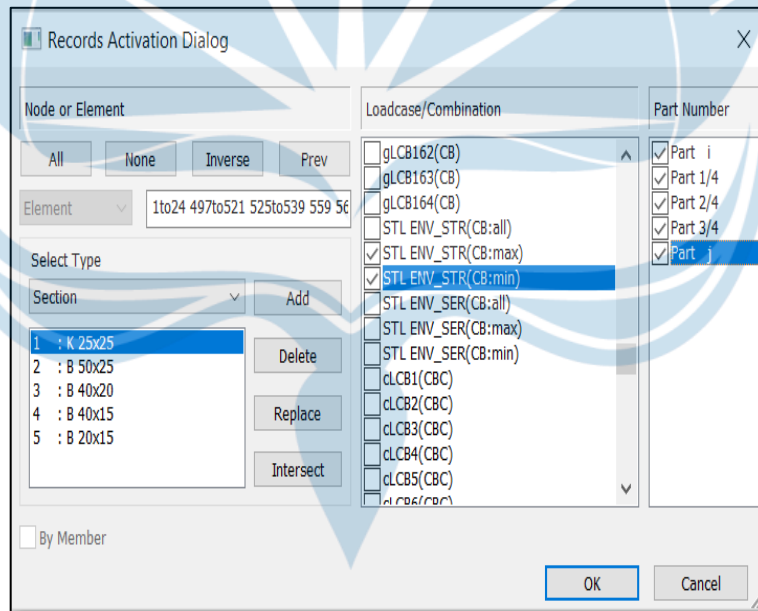 Records Activation Dialog
Node or Element
All
None
Inverse
Prev
Element
1to24 497to521 525to539 559 56
Select Type
Section
Add
1 : K 25x25
2 : B 50x25
3 : B 40x20
4 : B 40x15
5 : B 20x15
Delete
Replace
Intersect
By Member
Loadcase/Combination
gLCB162(CB)
gLCB163(CB)
gLCB164(CB)
STL ENV_STR(CB:all)
STL ENV_STR(CB:max)
STL ENV_STR(CB:min)
STL ENV_SER(CB:all)
STL ENV_SER(CB:max)
STL ENV_SER(CB:min)
cLCB1(CBC)
cLCB2(CBC)
cLCB3(CBC)
cLCB4(CBC)
cLCB5(CBC)
cLCB6(CBC)
Part Number
Part i
Part 1/4
Part 2/4
Part 3/4
Part j
OK
Cancel